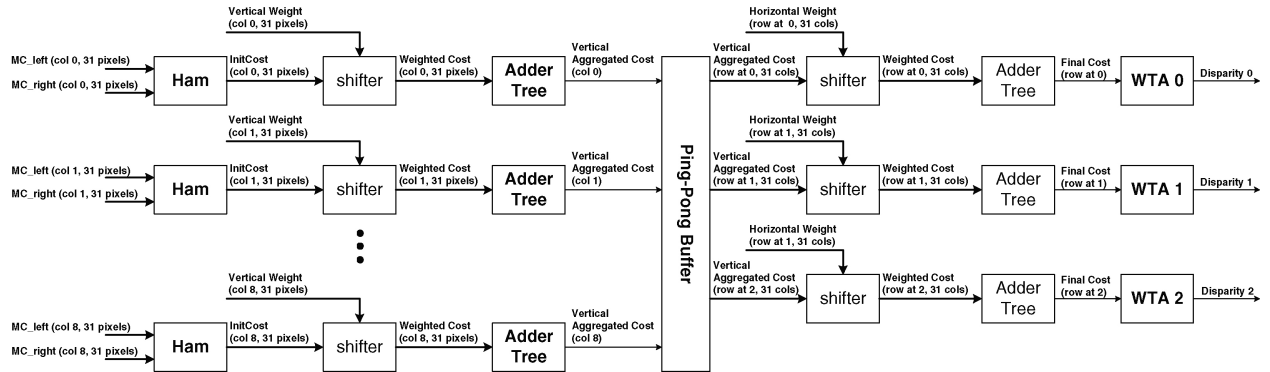 Vertical Weight
(col 0, 31 pixels)
MC_left (col 0, 31 pixels)
MC_right (col 0, 31 pixels)
Ham
InitCost
(col 0, 31 pixels)
shifter
Weighted Cost
(col 0, 31 pixels)
Adder
Tree
Vertical
Aggregated Cost
(col 0)
Vertical Weight
(col 1, 31 pixels)
MC_left (col 1, 31 pixels)
MC_right (col 1, 31 pixels)
Ham
InitCost
(col 1, 31 pixels)
shifter
Weighted Cost
(col 1, 31 pixels)
Adder
Tree
Vertical
Aggregated Cost
(col 1)
Vertical Weight
(col 8, 31 pixels)
MC_left (col 8, 31 pixels)
MC_right (col 8, 31 pixels)
Ham
InitCost
(col 8, 31 pixels)
shifter
Weighted Cost
(col 8, 31 pixels)
Adder
Tree
Vertical
Aggregated Cost
(col 8)
Ping-Pong Buffer
Horizontal Weight
(row at 0, 31 cols)
Vertical
Aggregated Cost
(row at 0, 31 cols)
shifter
Weighted Cost
(row at 0, 31 cols)
Adder
Tree
Final Cost
(row at 0)
WTA 0
Disparity 0
Horizontal Weight
(row at 1, 31 cols)
Vertical
Aggregated Cost
(row at 1, 31 cols)
shifter
Weighted Cost
(row at 1, 31 cols)
Adder
Tree
Final Cost
(row at 1)
WTA 1
Disparity 1
Horizontal Weight
(row at 1, 31 cols)
Vertical
Aggregated Cost
(row at 2, 31 cols)
shifter
Weighted Cost
(row at 2, 31 cols)
Adder
Tree
Final Cost
(row at 2)
WTA 2
Disparity 2